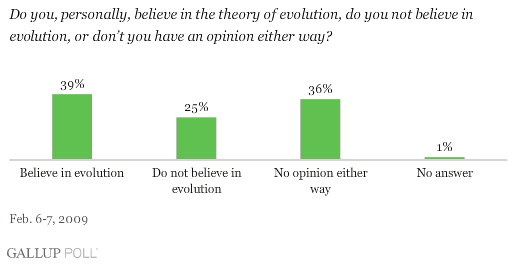 Do you, personally, believe in the theory of evolution, do you not believe in
evolution, or don't you have an opinion either way?
39%
25%
36%
1%
Believe in evolution
Do not believe in
evolution
No opinion either
way
No answer
Feb. 6-7, 2009
GALLUP POLL